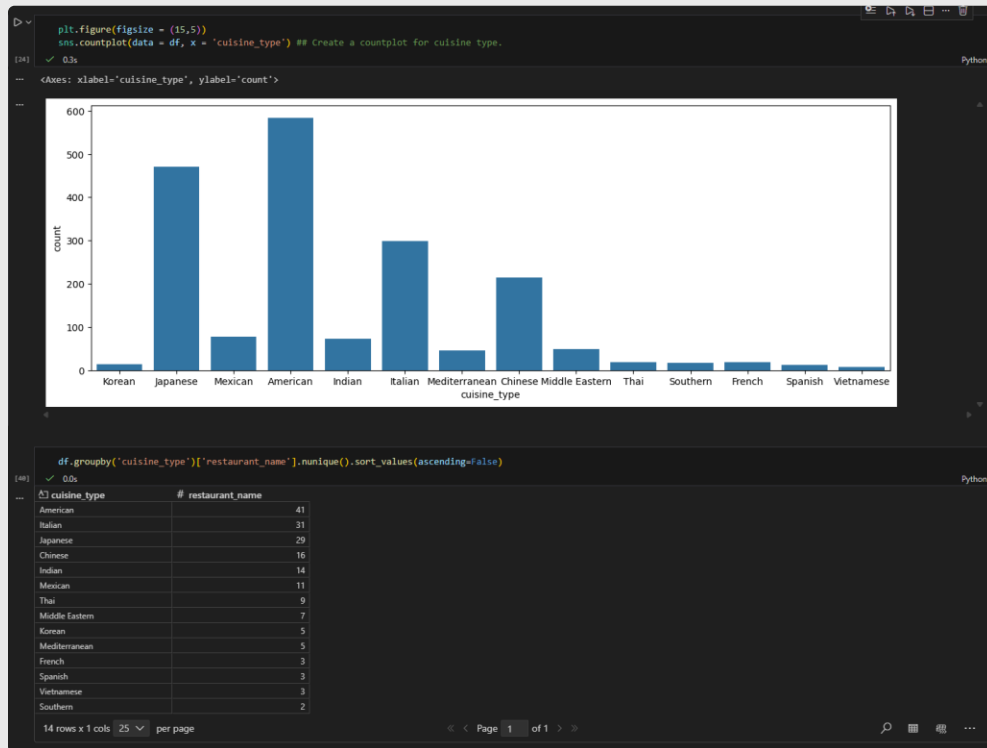 plt.figure(figsize = (15,5))
sns.countplot(data = df, x = 'cuisine_type') ## Create a countplot for cuisine type.
[34] ✓ 0.3s Python
<Axes: xlabel='cuisine_type', ylabel='count'>
600
500
400
300
200
100
0
count
Korean Japanese Mexican American Indian Italian Mediterranean Chinese Middle Eastern Thai Southern French Spanish Vietnamese
cuisine_type
df.groupby('cuisine_type')['restaurant_name'].nunique().sort_values(ascending=False)
[40] ✓ 0.0s Python
cuisine_type # restaurant_name
American 41
Italian 31
Japanese 29
Chinese 16
Indian 14
Mexican 11
Thai 9
Middle Eastern 7
Korean 5
Mediterranean 5
French 3
Spanish 3
Vietnamese 3
Southern 2
14 rows x 1 cols 25 per page Page 1 of 1